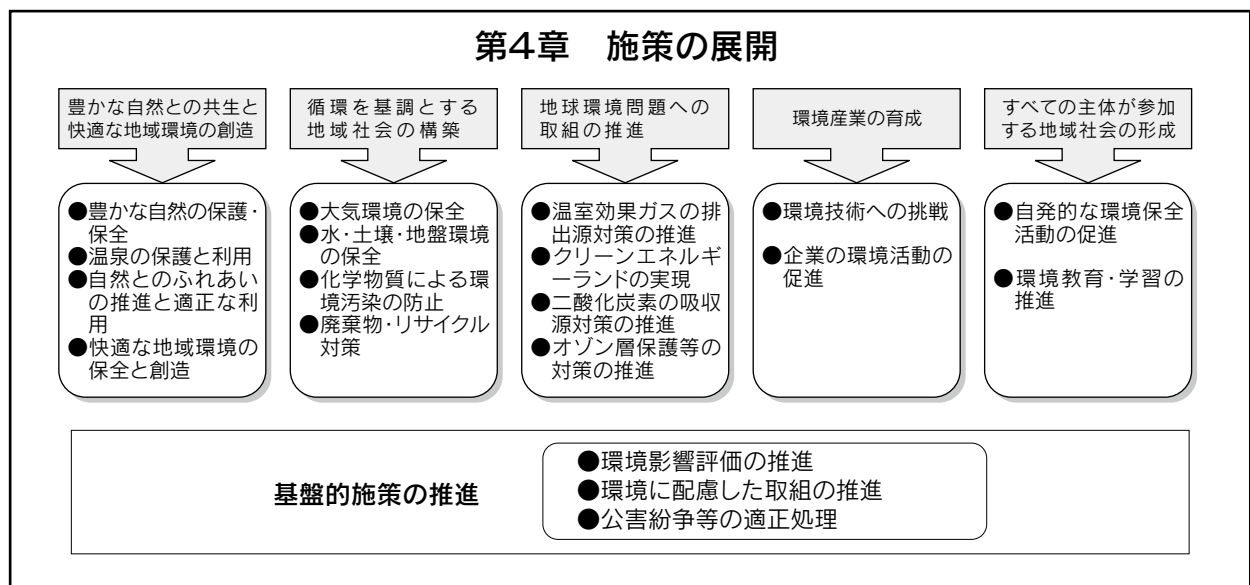 第4章　施策の展開
豊かな自然との共生と
快適な地域環境の創造
循環を基調とする
地域社会の構築
地球環境問題への
取組の推進
環境産業の育成
すべての主体が参加
する地域社会の形成
●豊かな自然の保護・
保全
●温泉の保護と利用
●自然とのふれあい
の推進と適正な利
用
●快適な地域環境の
保全と創造
●大気環境の保全
●水・土壌・地盤環境
の保全
●化学物質による環
境汚染の防止
●廃棄物・リサイクル
対策
●温室効果ガスの排
出源対策の推進
●クリーンエネルギ
ーランドの実現
●二酸化炭素の吸収
源対策の推進
●オゾン層保護等の
対策の推進
●環境技術への挑戦
●企業の環境活動の
促進
●自発的な環境保全
活動の促進
●環境教育・学習の
推進
基盤的施策の推進
●環境影響評価の推進
●環境に配慮した取組の推進
●公害紛争等の適正処理